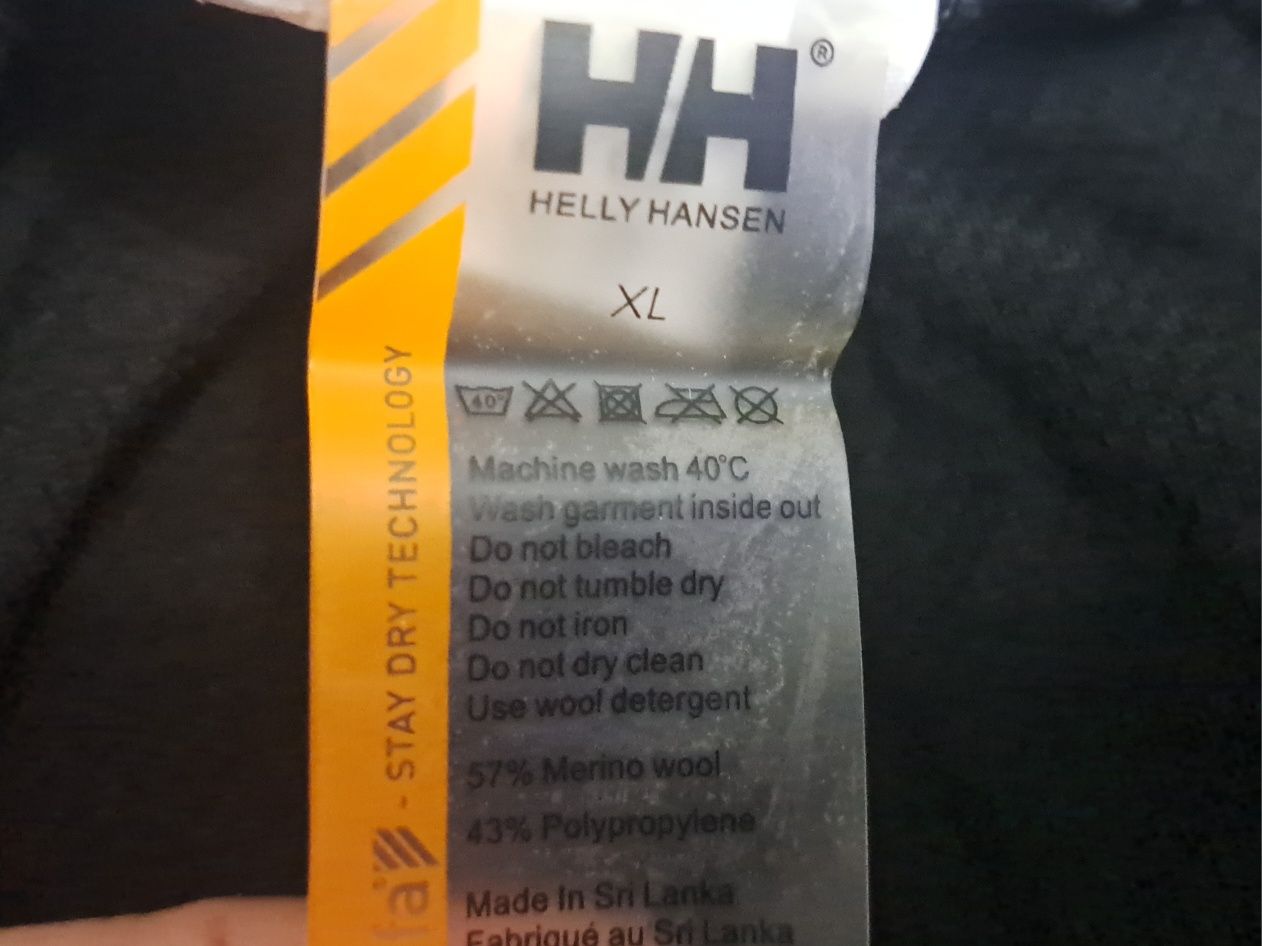 HH®
HELLY HANSEN
XL
40°
Machine wash 40°C
Wash garment inside out
Do not bleach
Do not tumble dry
Do not iron
Do not dry clean
Use wool detergent
57% Merino wool
43% Polypropylene
Made In Sri Lanka
Fabriqué au Sri Lanka
- STAY DRY TECHNOLOGY